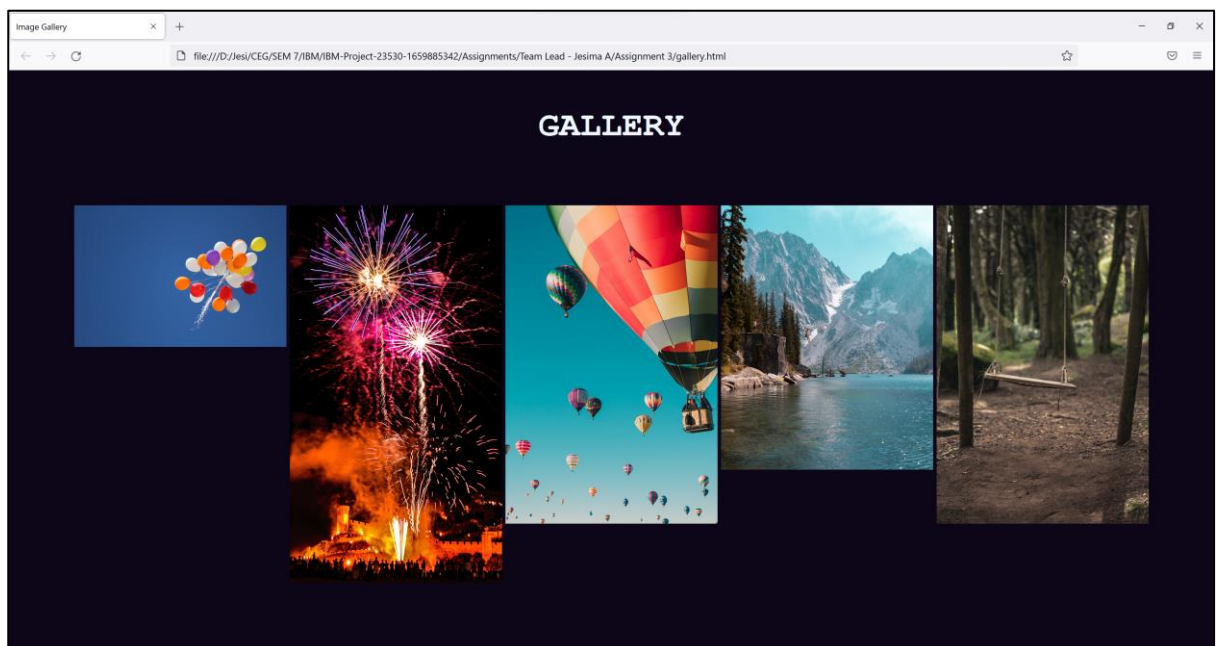 Image Gallery
file:///D:/Jesi/CEG/SEM 7/IBM/IBM-Project-23530-1659885342/Assignments/Team Lead - Jesima A/Assignment 3/gallery.html
GALLERY